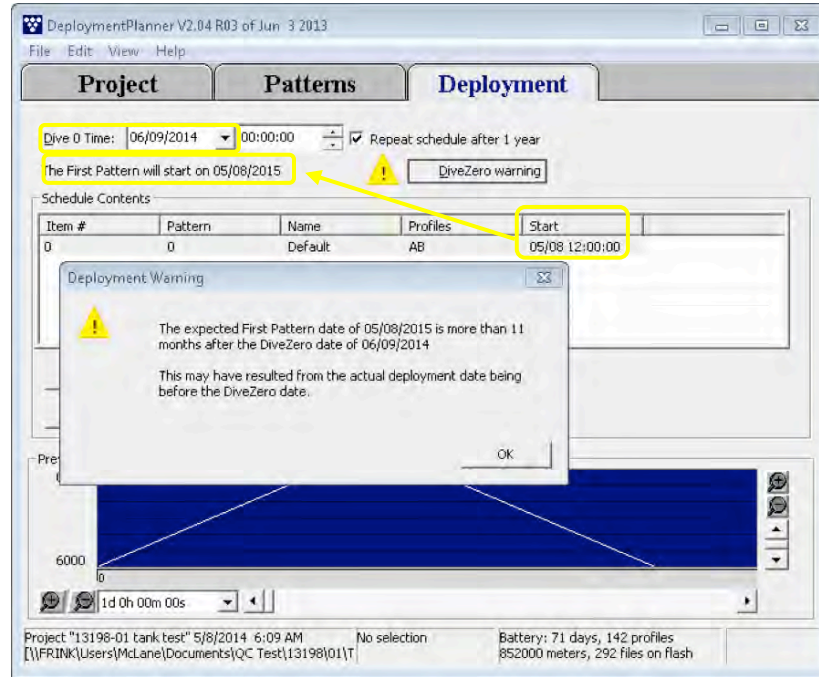 DeploymentPlanner V2.04 R03 of Jun 3 2013
File Edit View Help
Project Patterns Deployment
Dive 0 Time: 06/09/2014 00:00:00 Repeat schedule after 1 year
The First Pattern will start on 05/08/2015 DiveZero warning
Schedule Contents
Item # Pattern Name Profiles Start
0 0 Default AB 05/08 12:00:00
Deployment Warning
The expected First Pattern date of 05/08/2015 is more than 11
months after the DiveZero date of 06/09/2014
This may have resulted from the actual deployment date being
before the DiveZero date.
OK
Pre
6000
0
1d 0h 00m 00s
Project "13198-01 tank test" 5/8/2014 6:09 AM No selection Battery: 71 days, 142 profiles
[\\FRINK\Users\McLane\Documents\QC Test\13198\01\T 852000 meters, 292 files on flash